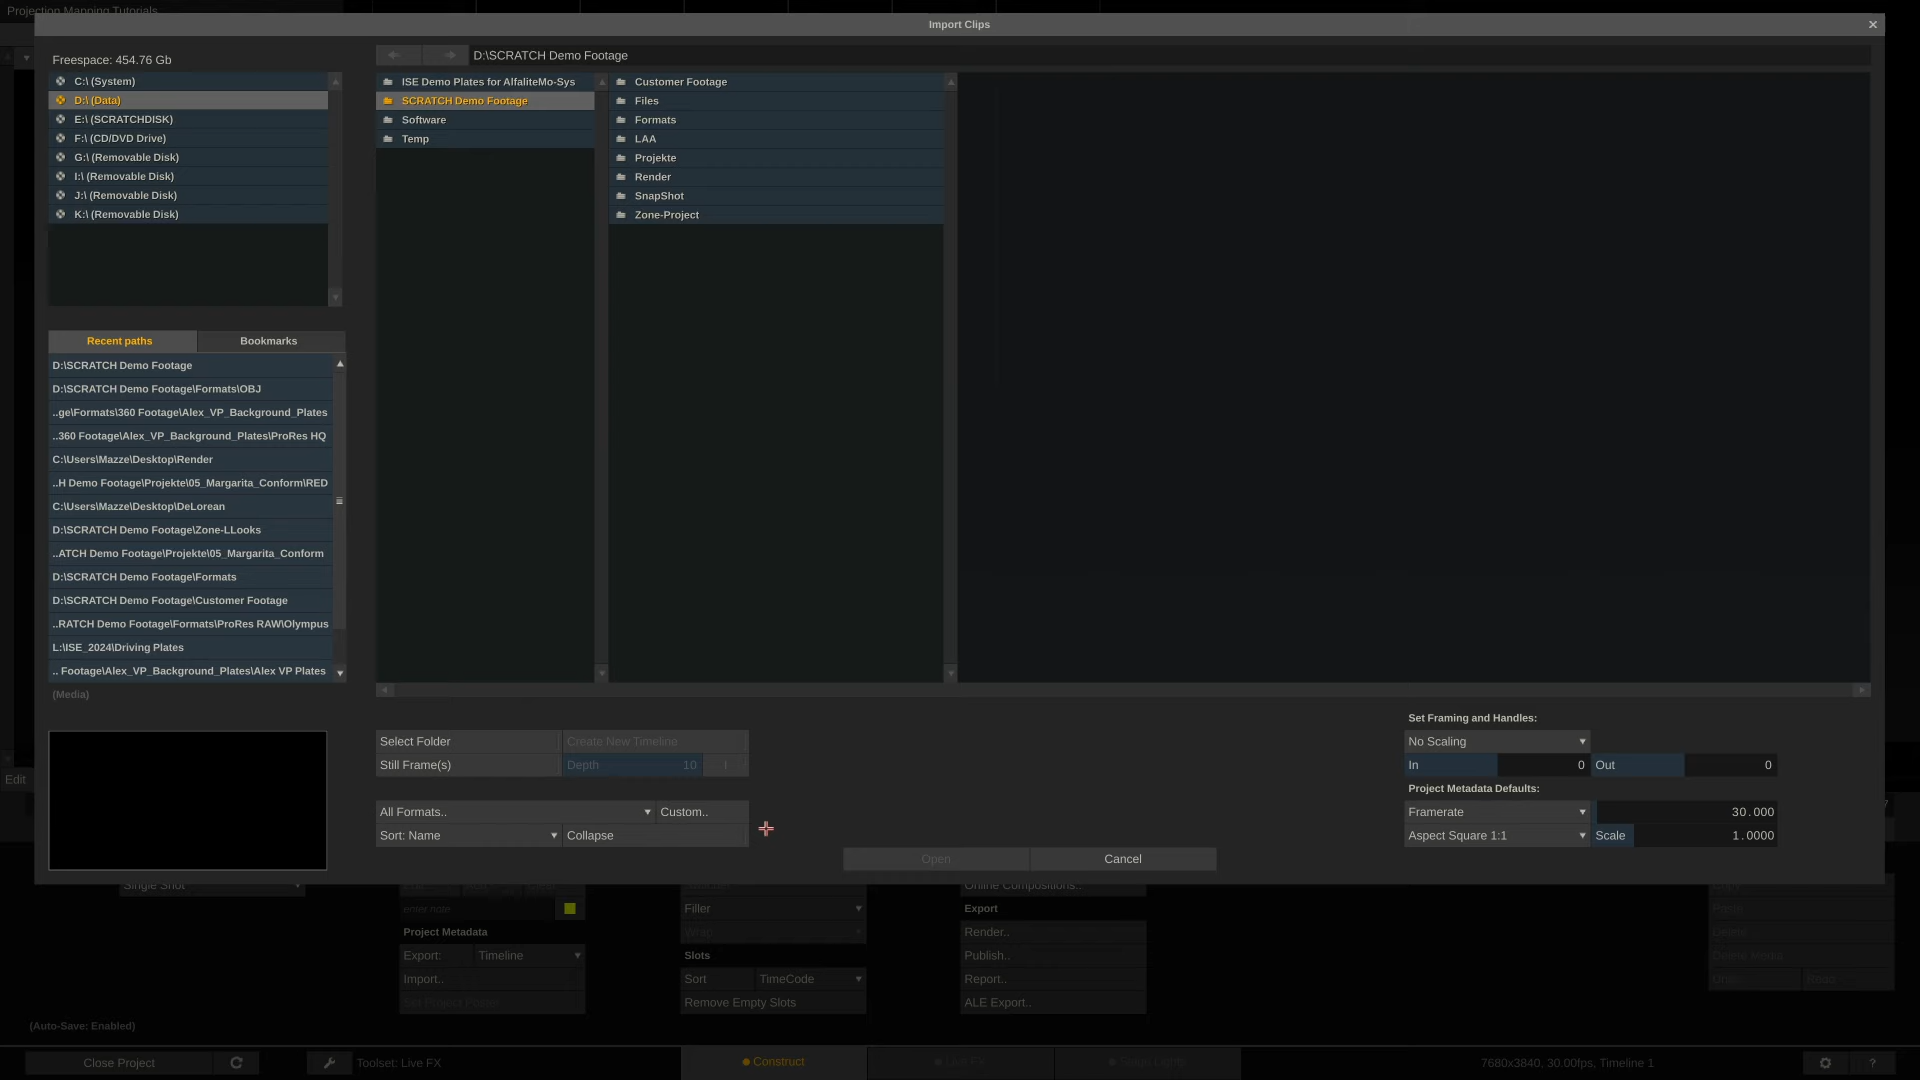 Projection Mapping Tutorials
Import Clips
Freespace: 454.76 Gb
C:\ (System)
D:\ (Data)
E:\ (SCRATCHDISK)
F:\ (CD/DVD Drive)
G:\ (Removable Disk)
I:\ (Removable Disk)
J:\ (Removable Disk)
K:\ (Removable Disk)
D:\SCRATCH Demo Footage
ISE Demo Plates for AlfaliteMo-Sys
SCRATCH Demo Footage
Software
Temp
Customer Footage
Files
Formats
LAA
Projekte
Render
SnapShot
Zone-Project
Recent paths
Bookmarks
D:\SCRATCH Demo Footage
D:\SCRATCH Demo Footage\Formats\OBJ
..ge\Formats\360 Footage\Alex_VP_Background_Plates
..360 Footage\Alex_VP_Background_Plates\ProRes HQ
C:\Users\Mazze\Desktop\Render
..H Demo Footage\Projekte\05_Margarita_Conform\RED
C:\Users\Mazze\Desktop\DeLorean
D:\SCRATCH Demo Footage\Zone-LLooks
..ATCH Demo Footage\Projekte\05_Margarita_Conform
D:\SCRATCH Demo Footage\Formats
D:\SCRATCH Demo Footage\Customer Footage
..RATCH Demo Footage\Formats\ProRes RAW\Olympus
L:\ISE_2024\Driving Plates
.. Footage\Alex_VP_Background_Plates\Alex VP Plates
(Media)
Select Folder
Create New Timeline
Still Frame(s)
Depth 10
All Formats..
Custom..
Sort: Name
Collapse
Open
Cancel
Set Framing and Handles:
No Scaling
In 0
Out 0
Project Metadata Defaults:
Framerate 30.000
Aspect Square 1:1
Scale 1.0000
Edit
Single Shot
enter note
Project Metadata
Export: Timeline
Import..
Set Project Poster
Filler
Wrap
Slots
Sort TimeCode
Remove Empty Slots
Online Compositions..
Export
Render..
Publish..
Report..
ALE Export..
Delete Media
(Auto-Save: Enabled)
Close Project
Toolset: Live FX
Construct
Live FX
7680x3840, 30.00fps, Timeline 1
?